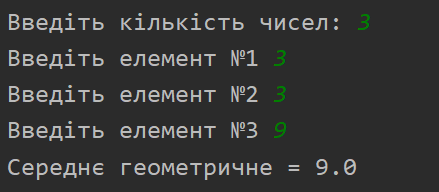 Введіть кількість чисел: 3
Введіть елемент №1 3
Введіть елемент №2 3
Введіть елемент №3 9
Середнє геометричне = 9.0